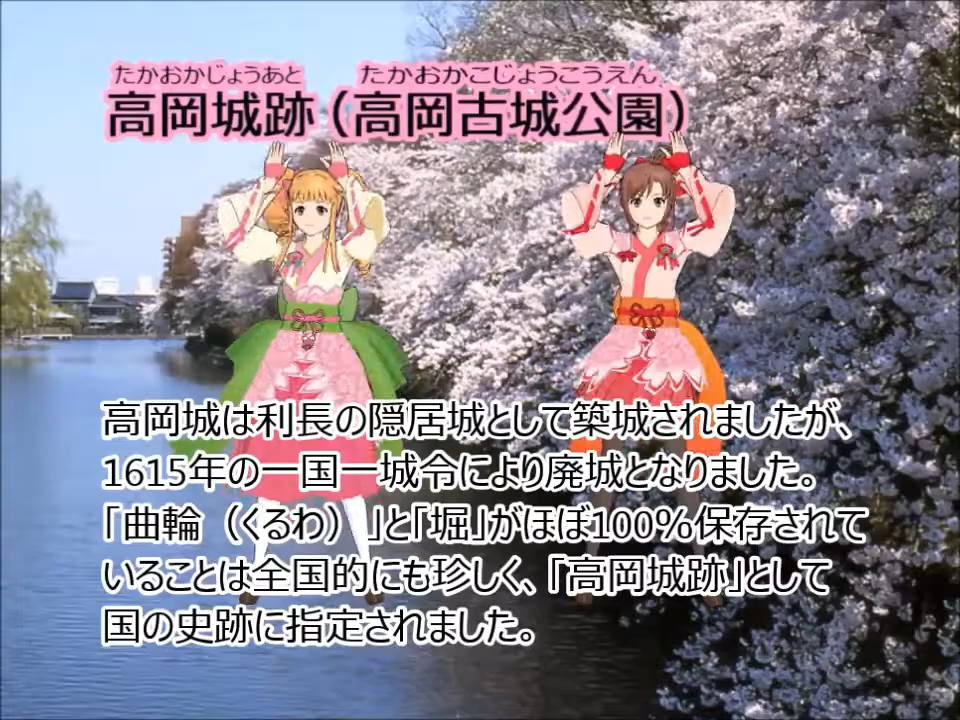 たかおかじょうあと　たかおかこじょうこうえん
高岡城跡（高岡古城公園）
高岡城は利長の隠居城として築城されましたが、
1615年の一国一城令により廃城となりました。
「曲輪（くるわ）」と「堀」がほぼ100％保存されて
いることは全国的にも珍しく、「高岡城跡」として
国の史跡に指定されました。